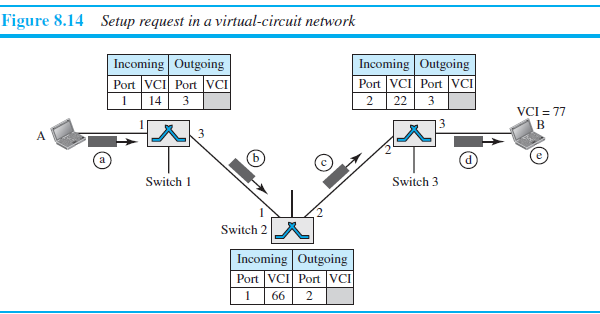 Figure 8.14 Setup request in a virtual-circuit network
Incoming Outgoing
Port VCI Port VCI
1 14 3
Incoming Outgoing
Port VCI Port VCI
2 22 3
VCI = 77
A
1
3
2
3
B
a
b
c
d
e
Switch 1
Switch 3
1
2
Switch 2
Incoming Outgoing
Port VCI Port VCI
1 66 2